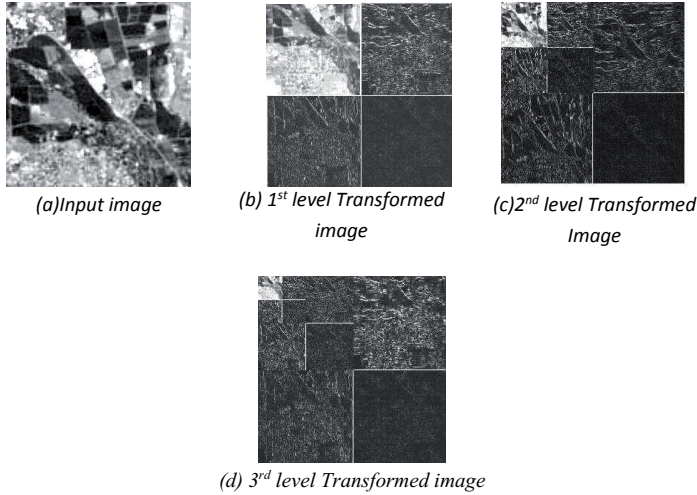 (a)Input image
(b) 1st level Transformed
image
(c)2nd level Transformed
Image
(d) 3rd level Transformed image